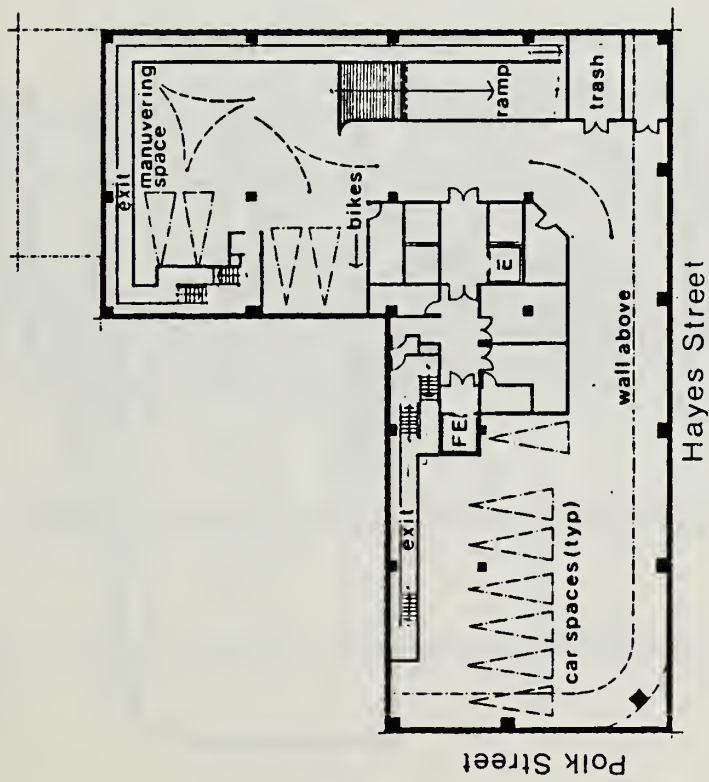 exit
manuvering
space
bikes
ramp
trash
E
FE
exit
car spaces (typ)
wall above
Hayes Street
Polk Street